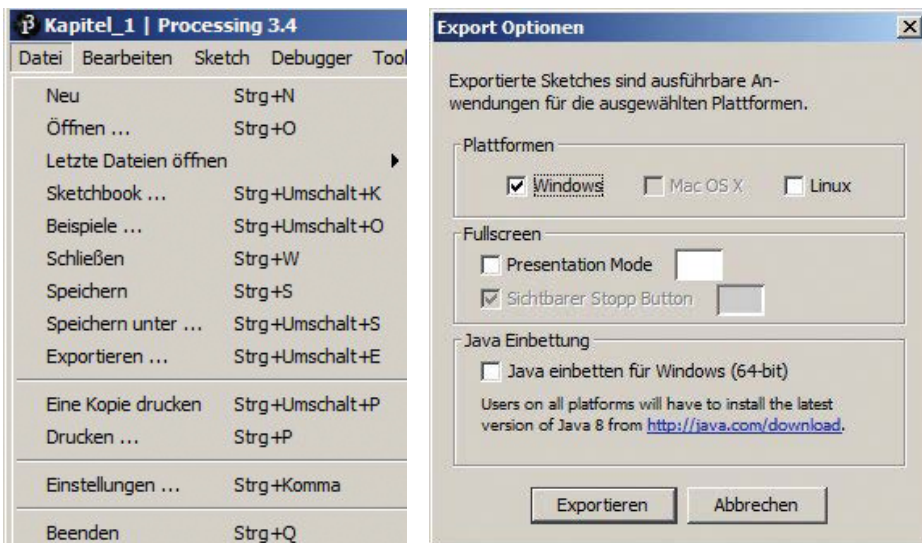 Kapitel_1 | Processing 3.4
Datei Bearbeiten Sketch Debugger Tool
Neu Strg+N
Öffnen ... Strg+O
Letzte Dateien öffnen
Sketchbook ... Strg+Umschalt+K
Beispiele ... Strg+Umschalt+O
Schließen Strg+W
Speichern Strg+S
Speichern unter ... Strg+Umschalt+S
Exportieren ... Strg+Umschalt+E
Eine Kopie drucken Strg+Umschalt+P
Drucken ... Strg+P
Einstellungen ... Strg+Komma
Beenden Strg+Q
Export Optionen
Exportierte Sketches sind ausführbare An-
wendungen für die ausgewählten Plattformen.
Plattformen
Windows Mac OS X Linux
Fullscreen
Presentation Mode
Sichtbarer Stopp Button
Java Einbettung
Java einbetten für Windows (64-bit)
Users on all platforms will have to install the latest
version of Java 8 from http://java.com/download.
Exportieren Abbrechen